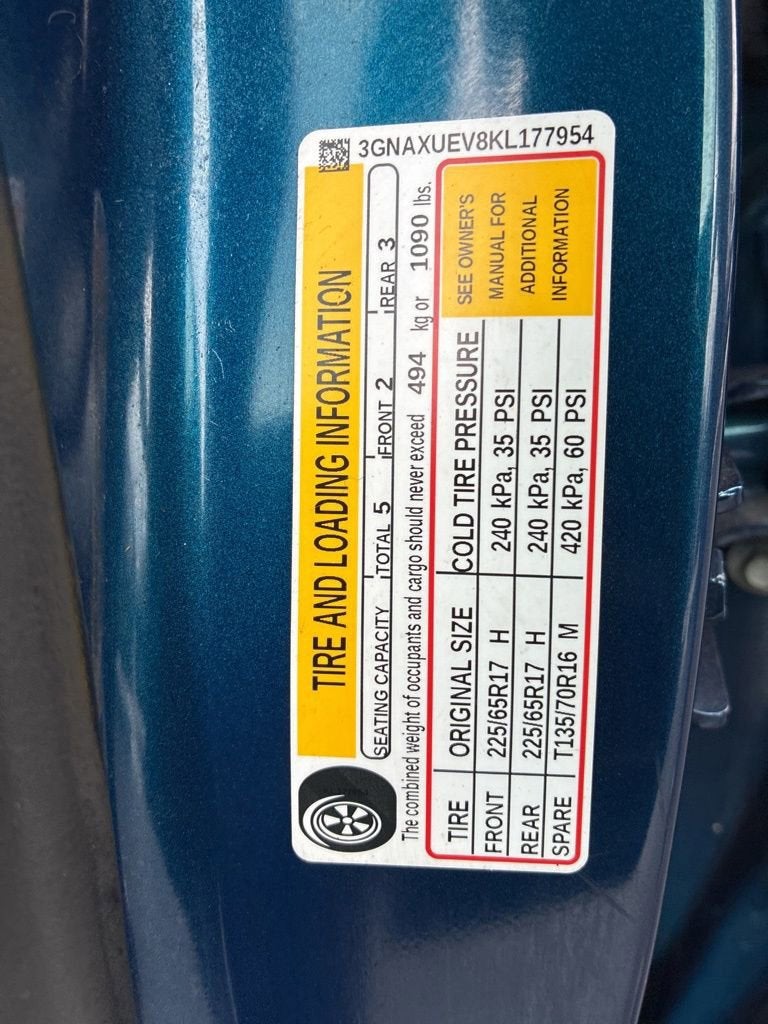 3GNAXUEV8KL177954
TIRE AND LOADING INFORMATION
SEATING CAPACITY TOTAL 5 FRONT 2 REAR 3
The combined weight of occupants and cargo should never exceed 494 kg or 1090 lbs.
TIRE ORIGINAL SIZE COLD TIRE PRESSURE
FRONT 225/65R17 H 240 kPa, 35 PSI
REAR 225/65R17 H 240 kPa, 35 PSI
SPARE T135/70R16 M 420 kPa, 60 PSI
SEE OWNER'S
MANUAL FOR
ADDITIONAL
INFORMATION